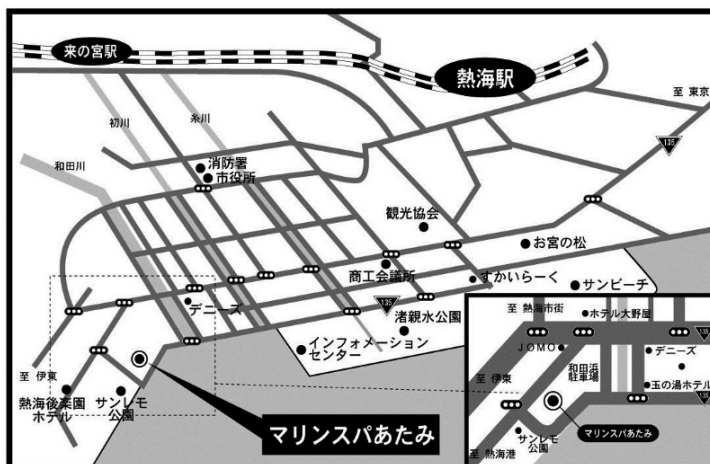 来の宮駅
熱海駅
至 東京
初川
糸川
135
和田川
消防署
市役所
観光協会
お宮の松
商工会議所
すかいらーく
サンビーチ
デニーズ
135
渚親水公園
インフォメーション
センター
至 伊東
熱海後楽園
ホテル
サンレモ
公園
マリンスパあたみ
至 熱海市街
ホテル大野屋
135
JOMO
デニーズ
和田浜
駐車場
至 伊東
玉の湯ホテル
135
サンレモ
公園
マリンスパあたみ
至 熱海港